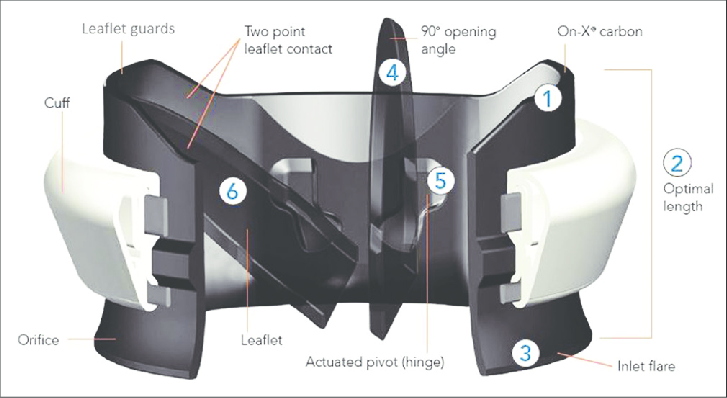 Leaflet guards
Two point
leaflet contact
90° opening
angle
On-X® carbon
4
1
Cuff
2
Optimal
length
5
6
Orifice
Leaflet
Actuated pivot (hinge)
3
Inlet flare